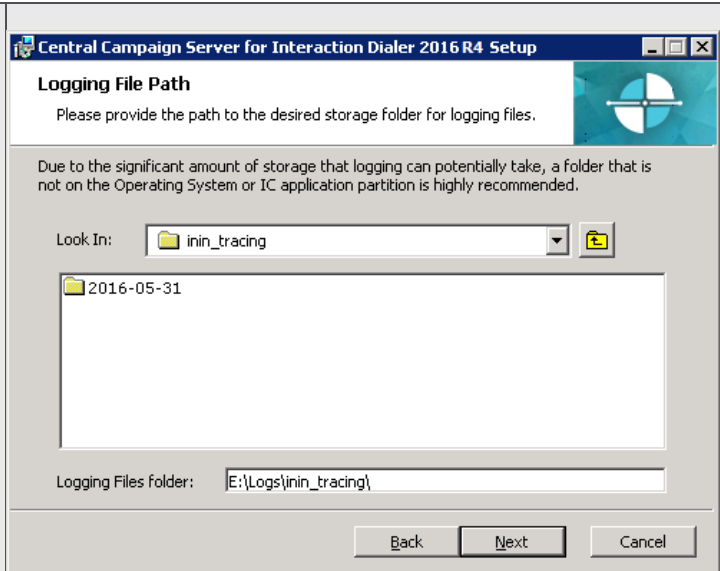 Central Campaign Server for Interaction Dialer 2016 R4 Setup
Logging File Path
Please provide the path to the desired storage folder for logging files.
Due to the significant amount of storage that logging can potentially take, a folder that is
not on the Operating System or IC application partition is highly recommended.
Look In: inin_tracing
2016-05-31
Logging Files folder: E:\Logs\inin_tracing\
Back Next Cancel